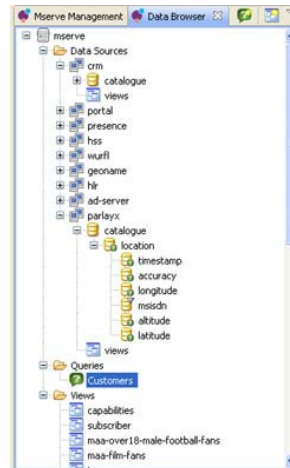 Mserve Management Data Browser
mserve
Data Sources
crm
catalogue
views
portal
presence
hss
wurfl
geoname
hlr
ad-server
parlayx
catalogue
location
timestamp
accuracy
longitude
msisdn
altitude
latitude
views
Queries
Customers
Views
capabilities
subscriber
maa-over18-male-football-fans
maa-film-fans